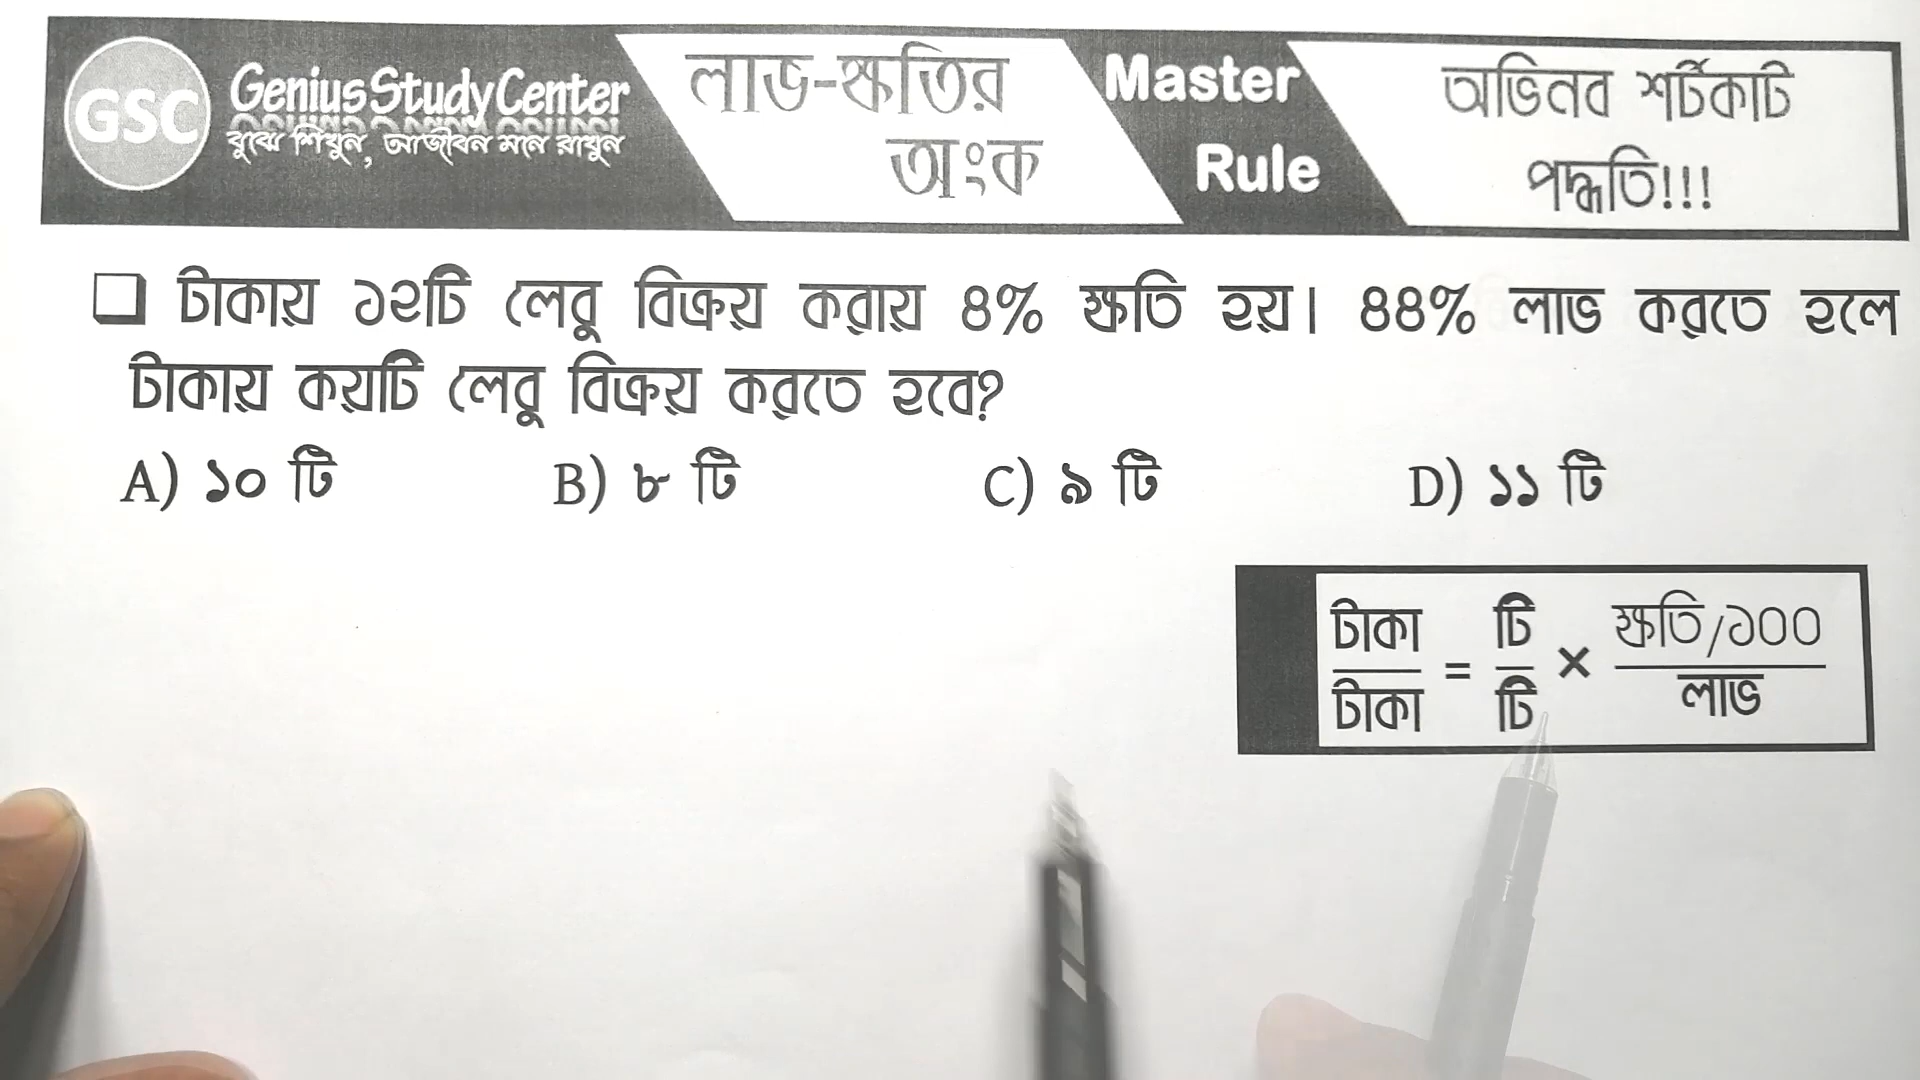 GSC
Genius Study Center
বুঝে শিখুন, আজীবন মনে রাখুন
লাভ-ক্ষতির
অংক
Master
Rule
অভিনব শর্টকাট
পদ্ধতি!!!
টাকায় ১২টি লেবু বিক্রয় করায় ৪% ক্ষতি হয়। ৪৪% লাভ করতে হলে
টাকায় কয়টি লেবু বিক্রয় করতে হবে?
A) ১০ টি B) ৮ টি C) ৯ টি D) ১১ টি
টাকা/টাকা = টি/টি × ক্ষতি/১০০/লাভ